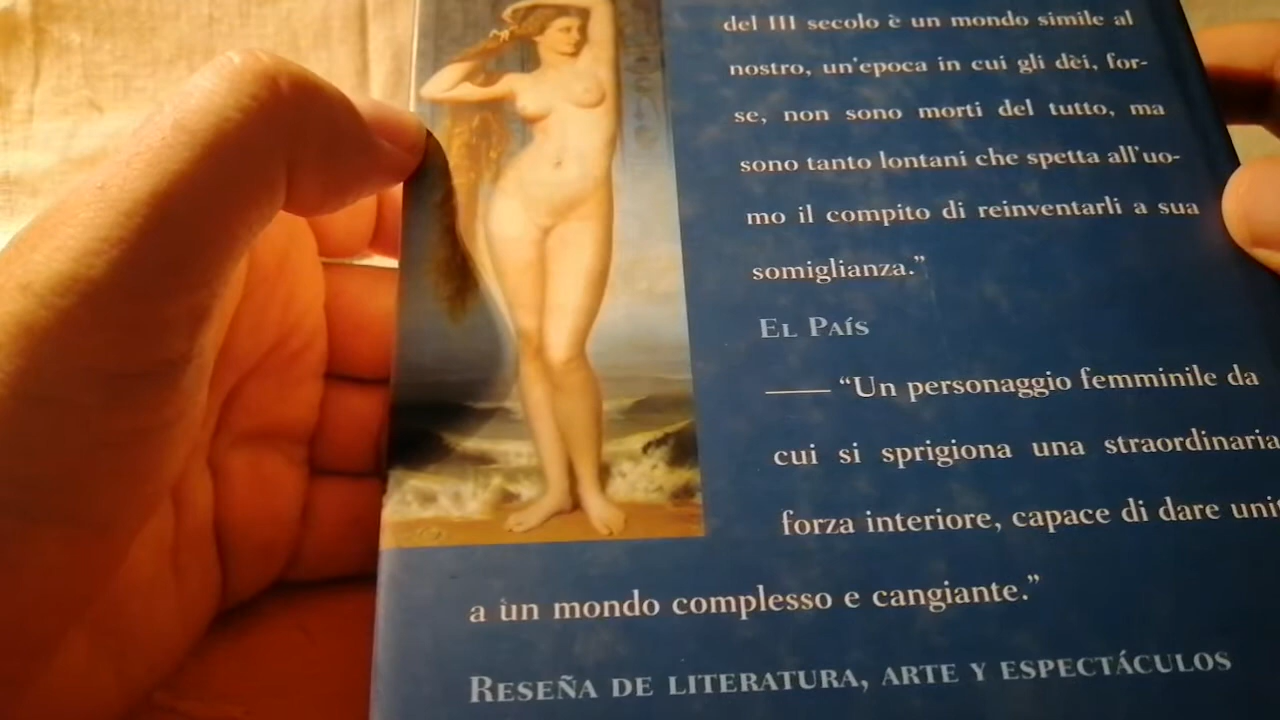 del III secolo è un mondo simile al
nostro, un'epoca in cui gli dèi, for-
se, non sono morti del tutto, ma
sono tanto lontani che spetta all'uo-
mo il compito di reinventarli a sua
somiglianza.”
El País
—— “Un personaggio femminile da
cui si sprigiona una straordinaria
forza interiore, capace di dare
a un mondo complesso e cangiante.”
Reseña de literatura, arte y espectáculos